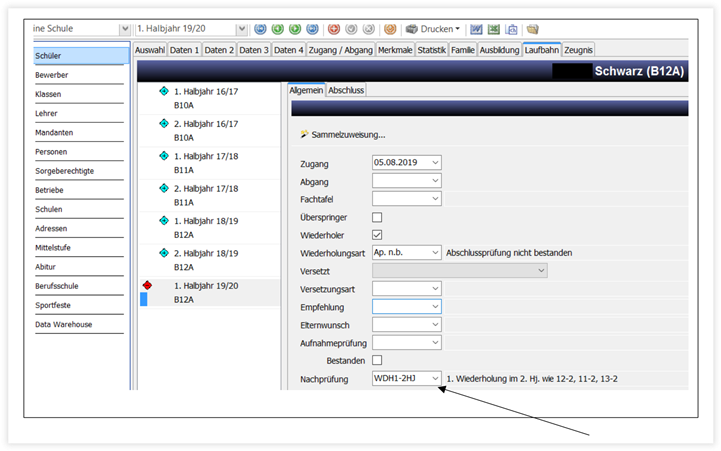 ine Schule 1. Halbjahr 19/20 Drucken
Auswahl Daten 1 Daten 2 Daten 3 Daten 4 Zugang / Abgang Merkmale Statistik Familie Ausbildung Laufbahn Zeugnis
Schwarz (B12A)
Schüler
Bewerber
Klassen
Lehrer
Mandanten
Personen
Sorgeberechtigte
Betriebe
Schulen
Adressen
Mittelstufe
Abitur
Berufsschule
Sportfeste
Data Warehouse
1. Halbjahr 16/17
B10A
2. Halbjahr 16/17
B10A
1. Halbjahr 17/18
B11A
2. Halbjahr 17/18
B11A
1. Halbjahr 18/19
B12A
2. Halbjahr 18/19
B12A
1. Halbjahr 19/20
B12A
Allgemein Abschluss
Sammelzuweisung...
Zugang 05.08.2019
Abgang
Fachtafel
Überspringer
Wiederholer
Wiederholungsart Ap. n.b. Abschlussprüfung nicht bestanden
Versetzt
Versetzungsart
Empfehlung
Elternwunsch
Aufnahmeprüfung
Bestanden
Nachprüfung WDH1-2HJ 1. Wiederholung im 2. Hj. wie 12-2, 11-2, 13-2